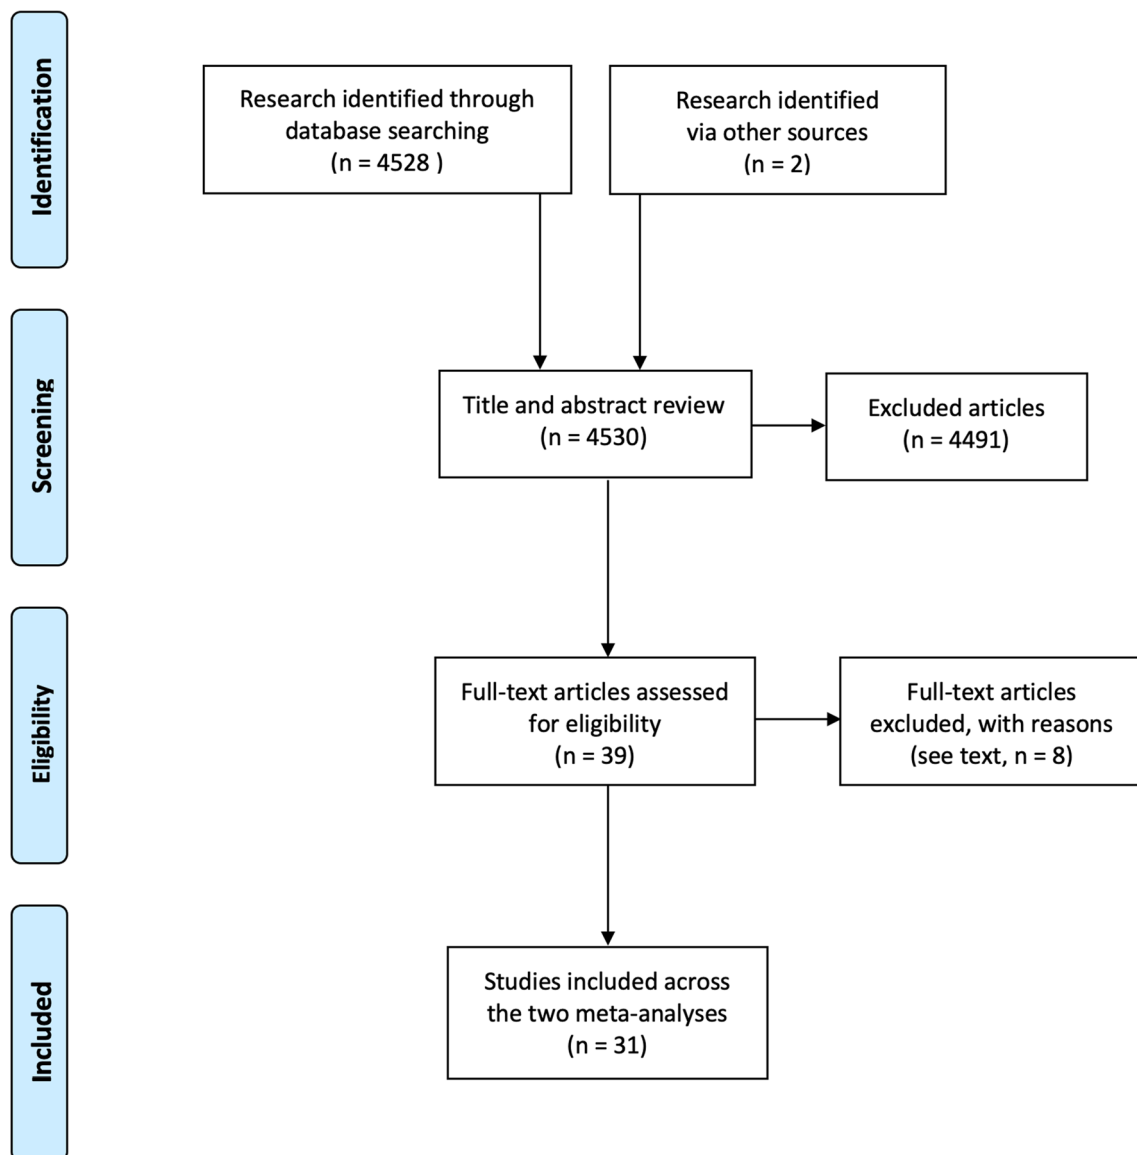 Identification
Research identified through
database searching
(n = 4528 )
Research identified
via other sources
(n = 2)
Screening
Title and abstract review
(n = 4530)
Excluded articles
(n = 4491)
Eligibility
Full-text articles assessed
for eligibility
(n = 39)
Full-text articles
excluded, with reasons
(see text, n = 8)
Included
Studies included across
the two meta-analyses
(n = 31)